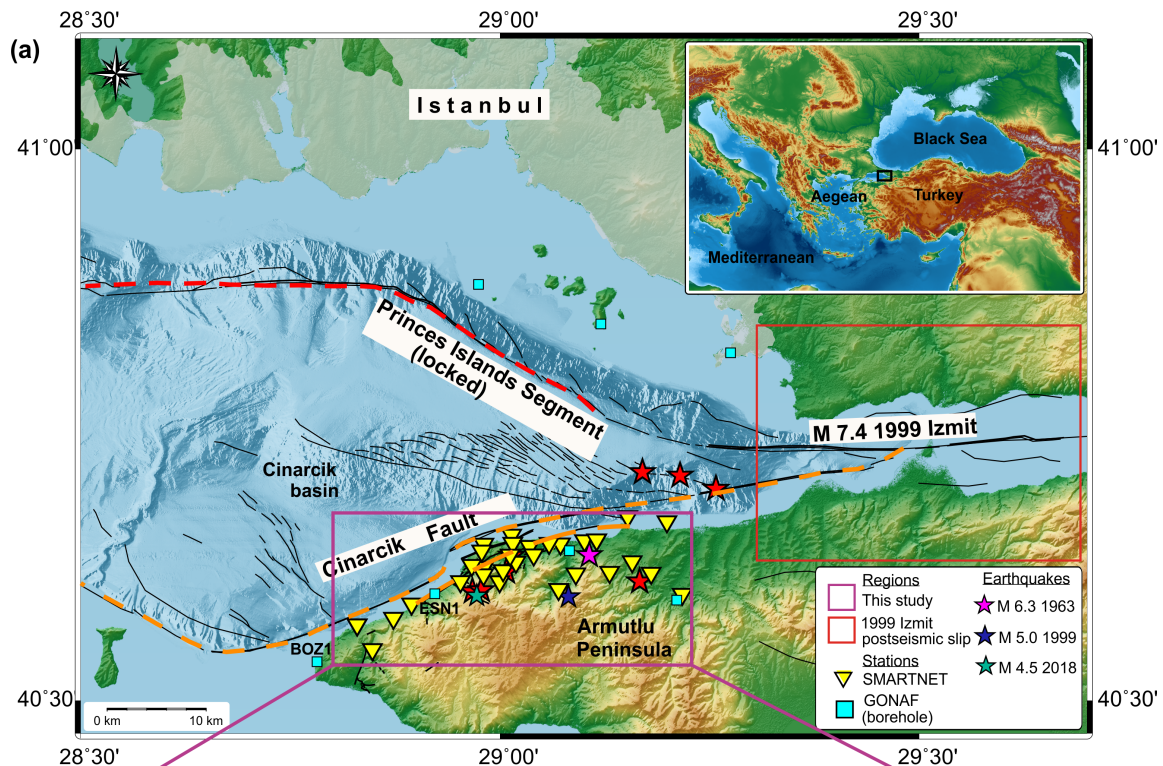 28°30' 29°00' 29°30'
(a)
Istanbul
41°00' 41°00'
Black Sea
Aegean Turkey
Mediterranean
Princes Islands Segment
(locked)
M 7.4 1999 Izmit
Cinarcik
basin
Cinarcik Fault
ESN1
BOZ1
Armutlu
Peninsula
Regions
This study
1999 Izmit
postseismic slip
Stations
SMARTNET
GONAF
(borehole)
Earthquakes
M 6.3 1963
M 5.0 1999
M 4.5 2018
40°30' 40°30'
0 km 10 km
28°30' 29°00' 29°30'